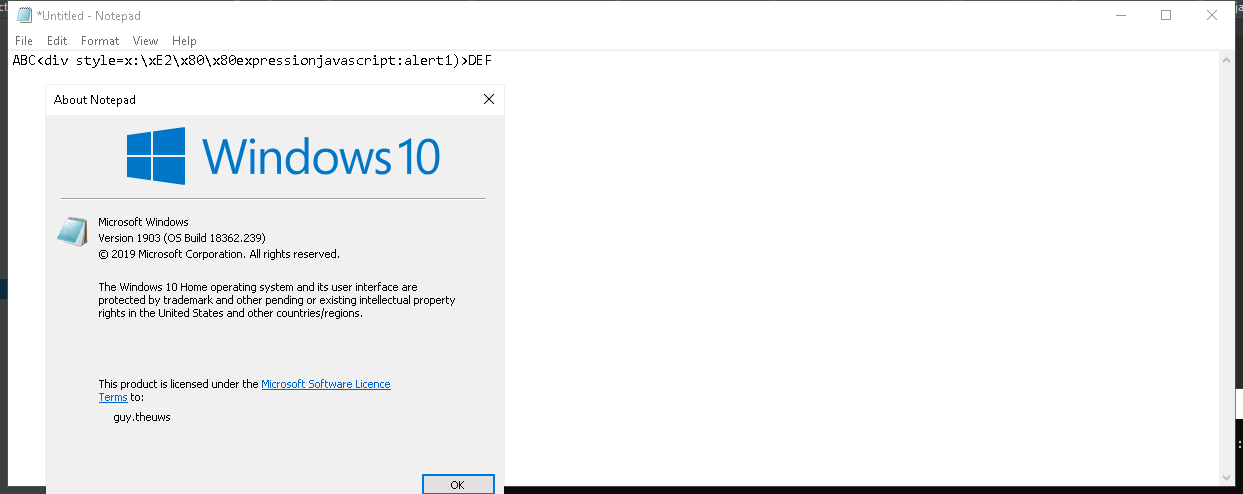 *Untitled - Notepad
File Edit Format View Help
ABC<div style=x:\xE2\x80\x80expressionjavascript:alert1)>DEF
About Notepad
Windows 10
Microsoft Windows
Version 1903 (OS Build 18362.239)
© 2019 Microsoft Corporation. All rights reserved.
The Windows 10 Home operating system and its user interface are
protected by trademark and other pending or existing intellectual property
rights in the United States and other countries/regions.
This product is licensed under the Microsoft Software Licence
Terms to:
guy.theuws
OK